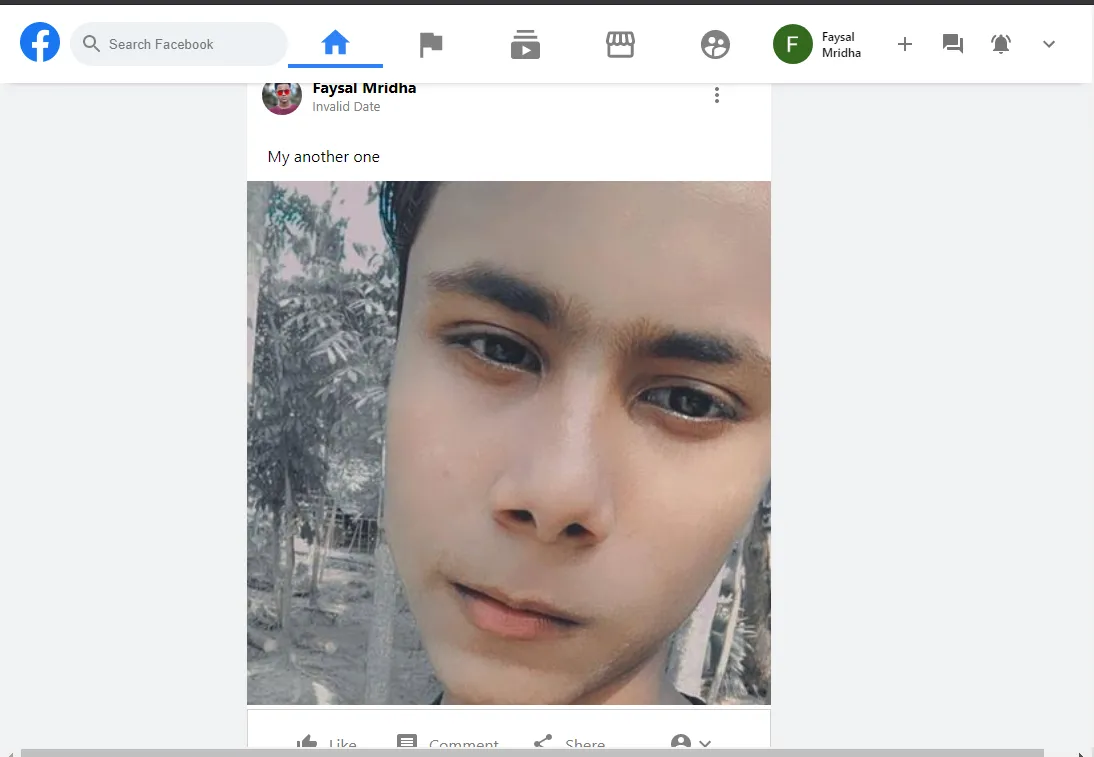 Search Facebook
F
Faysal
Mridha
Faysal Mridha
Invalid Date
My another one
Like
Comment
Share